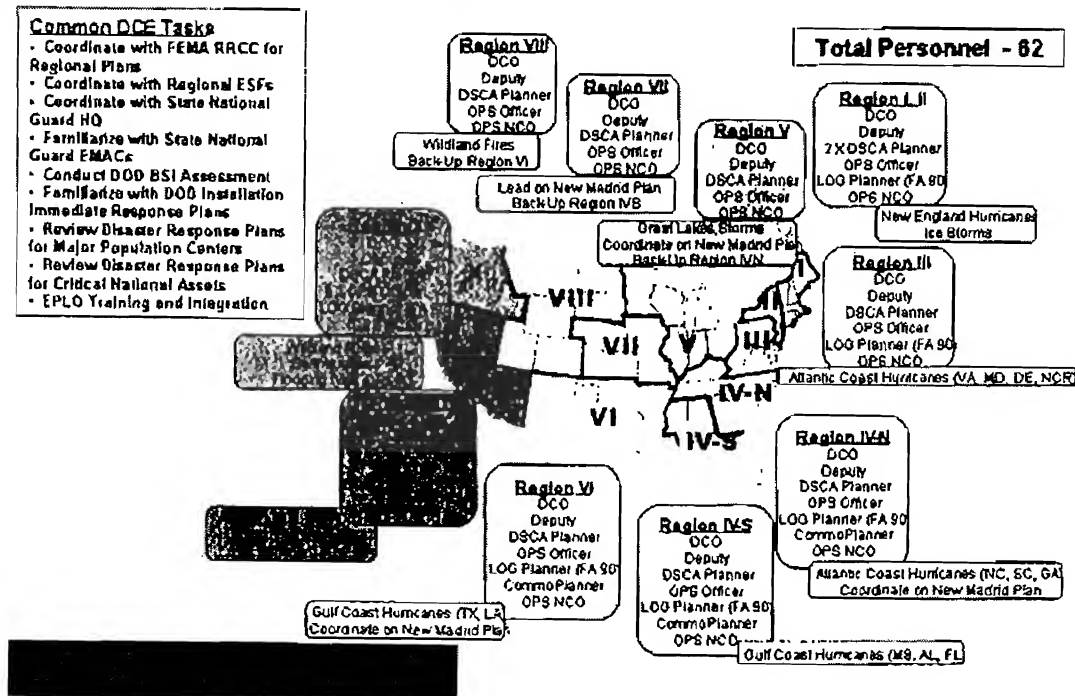 Common DCE Tasks
• Coordinate with FEMA RRCC for
Regional Plans
• Coordinate with Regional ESFs
• Coordinate with State National
Guard HQ
• Familiarize with State National
Guard EMACs
• Conduct DOD BSI Assessment
• Familiarize with DOD Installation
Immediate Response Plans
• Review Disaster Response Plans
for Major Population Centers
• Review Disaster Response Plans
for Critical National Assets
• EPLO Training and Integration
Total Personnel - 62
Region VIII
DCO
Deputy
DSCA Planner
OPS Officer
OPS NCO
Wildland Fires
Back-Up Region VI
Region VII
DCO
Deputy
DSCA Planner
OPS Officer
OPS NCO
Lead on New Madrid Plan
Back-Up Region IVS
Region V
DCO
Deputy
DSCA Planner
OPS Officer
OPS NCO
Great Lakes Storms
Coordinate on New Madrid Pla
Back-Up Region IVN
Region I, II
DCO
Deputy
2X DSCA Planner
OPS Officer
LOG Planner (FA 90
OPS NCO
New England Hurricanes
Ice Storms
Region III
DCO
Deputy
DSCA Planner
OPS Officer
LOG Planner (FA 90
OPS NCO
Atlantic Coast Hurricanes (VA, MD, DE, NCR)
I
II
III
VIII
VII
V
IV-N
VI
IV-S
Region IV-N
DCO
Deputy
DSCA Planner
OPS Officer
LOG Planner (FA 90
Commo Planner
OPS NCO
Atlantic Coast Hurricanes (NC, SC, GA
Coordinate on New Madrid Plan
Region VI
DCO
Deputy
DSCA Planner
OPS Officer
LOG Planner (FA 90
Commo Planner
OPS NCO
Gulf Coast Hurricanes (TX, LA
Coordinate on New Madrid Pla
Region IV-S
DCO
Deputy
DSCA Planner
OPS Officer
LOG Planner (FA 90
Commo Planner
OPS NCO
Gulf Coast Hurricanes (MS, AL, FL